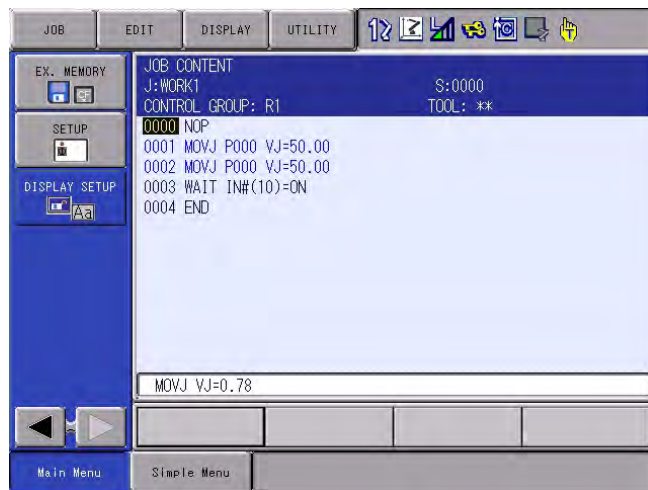 JOB EDIT DISPLAY UTILITY
EX. MEMORY
CF
SETUP
DISPLAY SETUP
Aa
JOB CONTENT
J:WORK1 S:0000
CONTROL GROUP: R1 TOOL: **
0000 NOP
0001 MOVJ P000 VJ=50.00
0002 MOVJ P000 VJ=50.00
0003 WAIT IN#(10)=ON
0004 END
MOVJ VJ=0.78
Main Menu Simple Menu